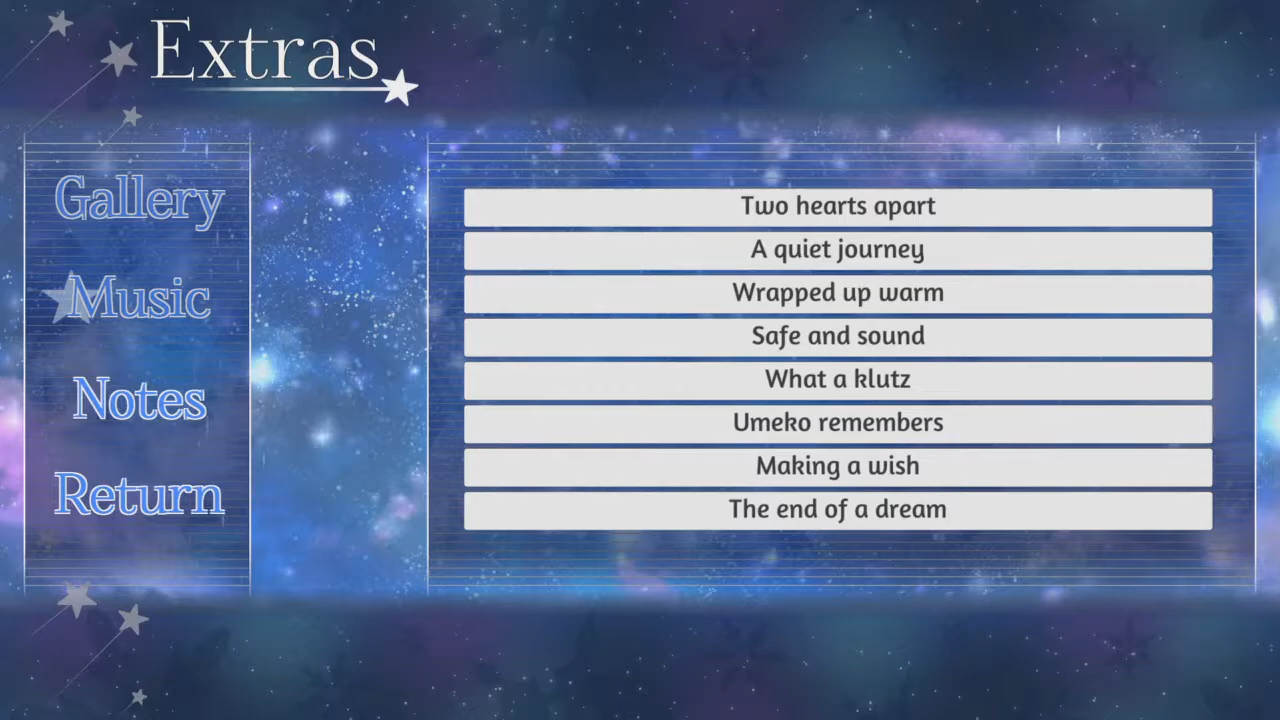 Extras
Gallery
Music
Notes
Return
Two hearts apart
A quiet journey
Wrapped up warm
Safe and sound
What a klutz
Umeko remembers
Making a wish
The end of a dream